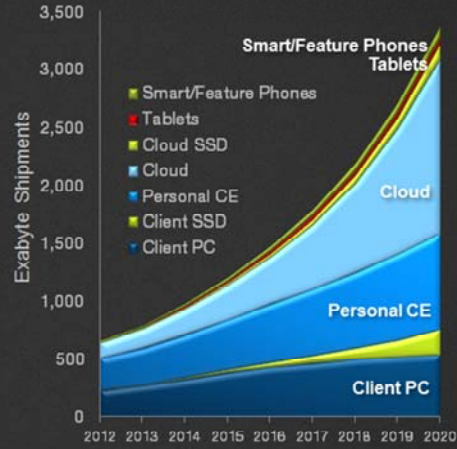 3,500
3,000
2,500
2,000
1,500
1,000
500
0
Exabyte Shipments
Smart/Feature Phones
Tablets
Smart/Feature Phones
Tablets
Cloud SSD
Cloud
Personal CE
Client SSD
Client PC
Cloud
Personal CE
Client PC
2012 2013 2014 2015 2016 2017 2018 2019 2020